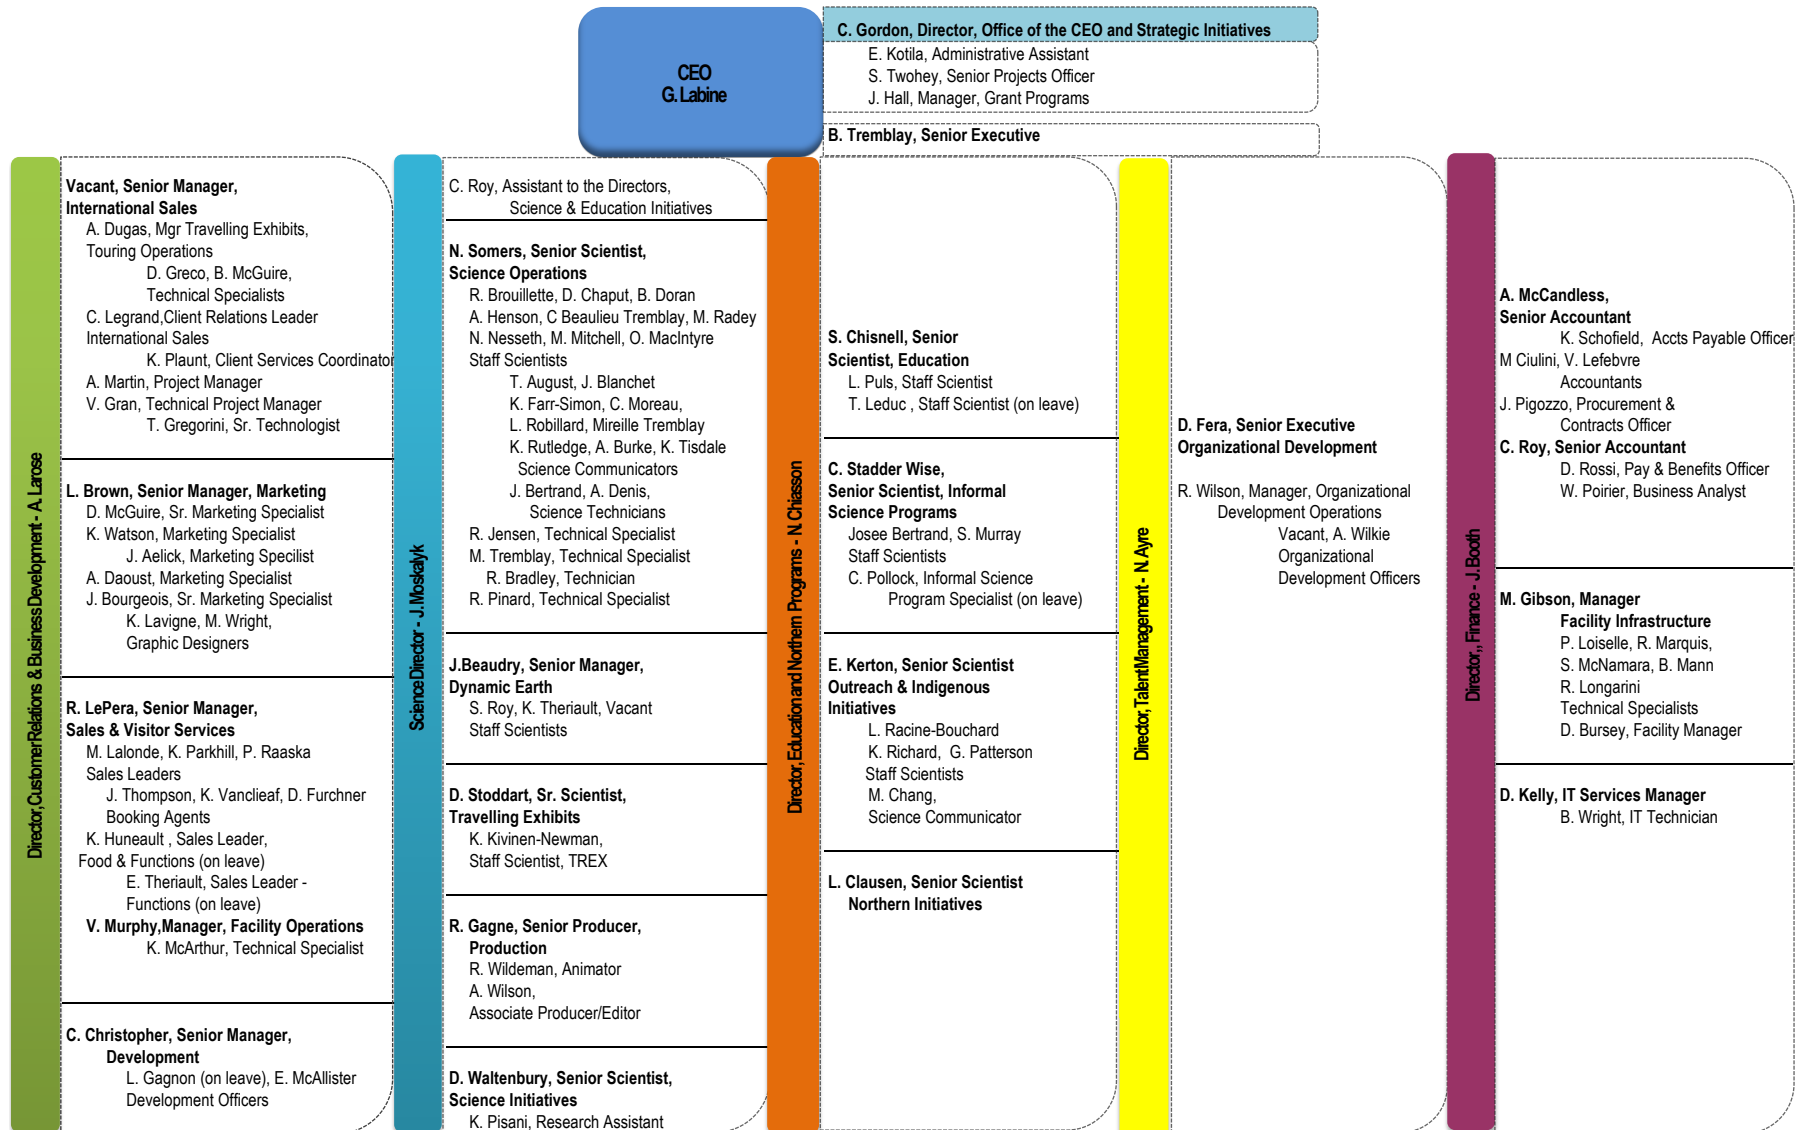 CEO
G. Labine
C. Gordon, Director, Office of the CEO and Strategic Initiatives
E. Kotila, Administrative Assistant
S. Twohey, Senior Projects Officer
J. Hall, Manager, Grant Programs
B. Tremblay, Senior Executive
Director, Customer Relations & Business Development - A. Larose
Vacant, Senior Manager,
International Sales
A. Dugas, Mgr Travelling Exhibits,
Touring Operations
D. Greco, B. McGuire,
Technical Specialists
C. Legrand,Client Relations Leader
International Sales
K. Plaunt, Client Services Coordinator
A. Martin, Project Manager
V. Gran, Technical Project Manager
T. Gregorini, Sr. Technologist
L. Brown, Senior Manager, Marketing
D. McGuire, Sr. Marketing Specialist
K. Watson, Marketing Specialist
J. Aelick, Marketing Specilist
A. Daoust, Marketing Specialist
J. Bourgeois, Sr. Marketing Specialist
K. Lavigne, M. Wright,
Graphic Designers
R. LePera, Senior Manager,
Sales & Visitor Services
M. Lalonde, K. Parkhill, P. Raaska
Sales Leaders
J. Thompson, K. Vanclieaf, D. Furchner
Booking Agents
K. Huneault , Sales Leader,
Food & Functions (on leave)
E. Theriault, Sales Leader -
Functions (on leave)
V. Murphy,Manager, Facility Operations
K. McArthur, Technical Specialist
C. Christopher, Senior Manager,
Development
L. Gagnon (on leave), E. McAllister
Development Officers
Science Director - J. Moskalyk
C. Roy, Assistant to the Directors,
Science & Education Initiatives
N. Somers, Senior Scientist,
Science Operations
R. Brouillette, D. Chaput, B. Doran
A. Henson, C Beaulieu Tremblay, M. Radey
N. Nesseth, M. Mitchell, O. MacIntyre
Staff Scientists
T. August, J. Blanchet
K. Farr-Simon, C. Moreau,
L. Robillard, Mireille Tremblay
K. Rutledge, A. Burke, K. Tisdale
Science Communicators
J. Bertrand, A. Denis,
Science Technicians
R. Jensen, Technical Specialist
M. Tremblay, Technical Specialist
R. Bradley, Technician
R. Pinard, Technical Specialist
J.Beaudry, Senior Manager,
Dynamic Earth
S. Roy, K. Theriault, Vacant
Staff Scientists
D. Stoddart, Sr. Scientist,
Travelling Exhibits
K. Kivinen-Newman,
Staff Scientist, TREX
R. Gagne, Senior Producer,
Production
R. Wildeman, Animator
A. Wilson,
Associate Producer/Editor
D. Waltenbury, Senior Scientist,
Science Initiatives
K. Pisani, Research Assistant
Director, Education and Northern Programs - N. Chiasson
S. Chisnell, Senior
Scientist, Education
L. Puls, Staff Scientist
T. Leduc , Staff Scientist (on leave)
C. Stadder Wise,
Senior Scientist, Informal
Science Programs
Josee Bertrand, S. Murray
Staff Scientists
C. Pollock, Informal Science
Program Specialist (on leave)
E. Kerton, Senior Scientist
Outreach & Indigenous
Initiatives
L. Racine-Bouchard
K. Richard, G. Patterson
Staff Scientists
M. Chang,
Science Communicator
L. Clausen, Senior Scientist
Northern Initiatives
Director, Talent Management - N. Ayre
D. Fera, Senior Executive
Organizational Development
R. Wilson, Manager, Organizational
Development Operations
Vacant, A. Wilkie
Organizational
Development Officers
Director,, Finance - J. Booth
A. McCandless,
Senior Accountant
K. Schofield, Accts Payable Officer
M Ciulini, V. Lefebvre
Accountants
J. Pigozzo, Procurement &
Contracts Officer
C. Roy, Senior Accountant
D. Rossi, Pay & Benefits Officer
W. Poirier, Business Analyst
M. Gibson, Manager
Facility Infrastructure
P. Loiselle, R. Marquis,
S. McNamara, B. Mann
R. Longarini
Technical Specialists
D. Bursey, Facility Manager
D. Kelly, IT Services Manager
B. Wright, IT Technician